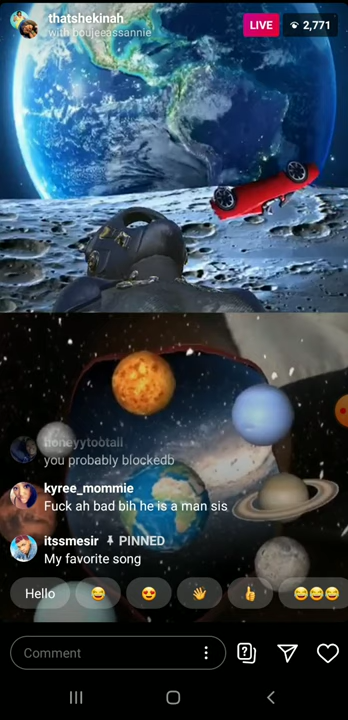 thatshekinah
with boujeeassannie
LIVE
2,771
honeyytootall
you probably blockedb
kyree_mommie
Fuck ah bad bih he is a man sis
itssmesir PINNED
My favorite song
Hello
Comment